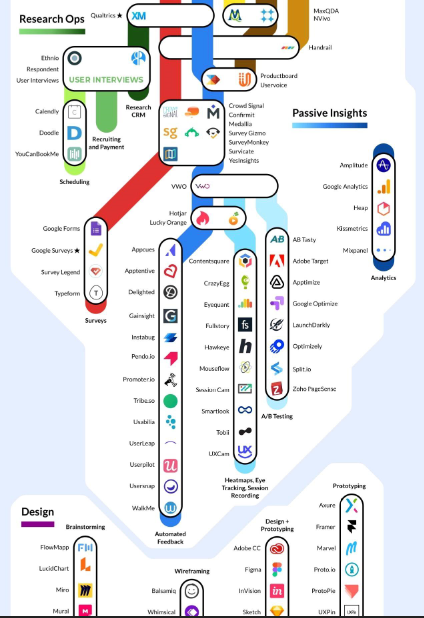 Research Ops
Qualtrics ★
XM
MaxQDA
NVivo
Handrail
Ethnio
Respondent
User Interviews
USER INTERVIEWS
Productboard
Uservoice
Research
CRM
Calendly
Doodle
YouCanBookMe
Recruiting
and Payment
Scheduling
Crowd Signal
Confirmit
Medallia
Survey Gizmo
SurveyMonkey
Survicate
YesInsights
Passive Insights
Amplitude
Google Analytics
Heap
Kissmetrics
Mixpanel
Analytics
VWO
VWO
Hotjar
Lucky Orange
Google Forms
Google Surveys ★
Survey Legend
Typeform
Surveys
Appcues
Apptentive
Delighted
Gainsight
Instabug
Pendo.io
Promoter.io
Tribe.so
Usabilla
UserLeap
Userpilot
Usersnap
WalkMe
Automated
Feedback
Contentsquare
CrazyEgg
Eyequant
Fullstory
Hawkeye
Mouseflow
Session Cam
Smartlook
Tobii
UXCam
Heatmaps, Eye
Tracking, Session
Recording
AB Tasty
Adobe Target
Apptimize
Google Optimize
LaunchDarkly
Optimizely
Split.io
Zoho PageSense
A/B Testing
Design
Brainstorming
FlowMapp
LucidChart
Miro
Mural
Wireframing
Balsamiq
Whimsical
Design +
Prototyping
Adobe CC
Figma
InVision
Sketch
Prototyping
Axure
Framer
Marvel
Proto.io
ProtoPie
UXPin